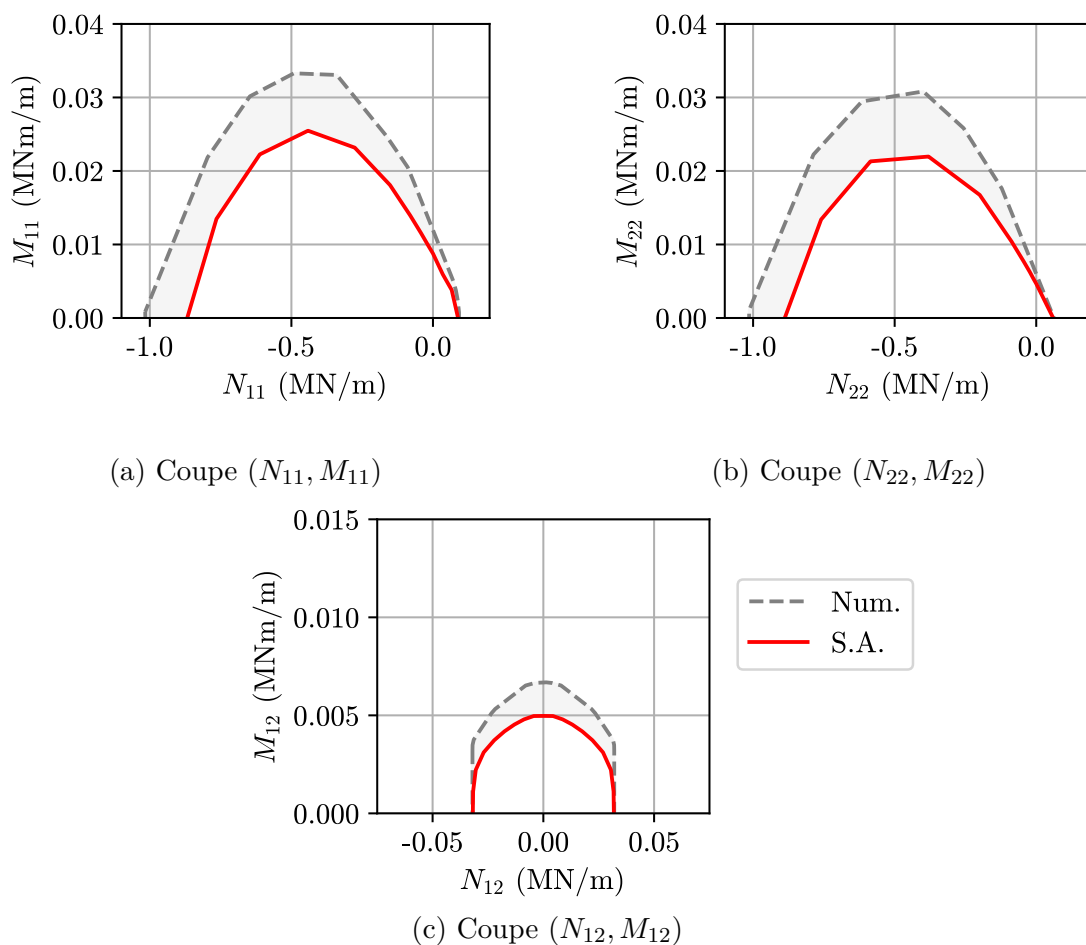 0.04
0.03
0.02
0.01
0.00
M₁₁ (MNm/m)
-1.0 -0.5 0.0
N₁₁ (MN/m)
(a) Coupe (N₁₁, M₁₁)
0.04
0.03
0.02
0.01
0.00
M₂₂ (MNm/m)
-1.0 -0.5 0.0
N₂₂ (MN/m)
(b) Coupe (N₂₂, M₂₂)
0.015
0.010
0.005
0.000
M₁₂ (MNm/m)
-0.05 0.00 0.05
N₁₂ (MN/m)
Num.
S.A.
(c) Coupe (N₁₂, M₁₂)